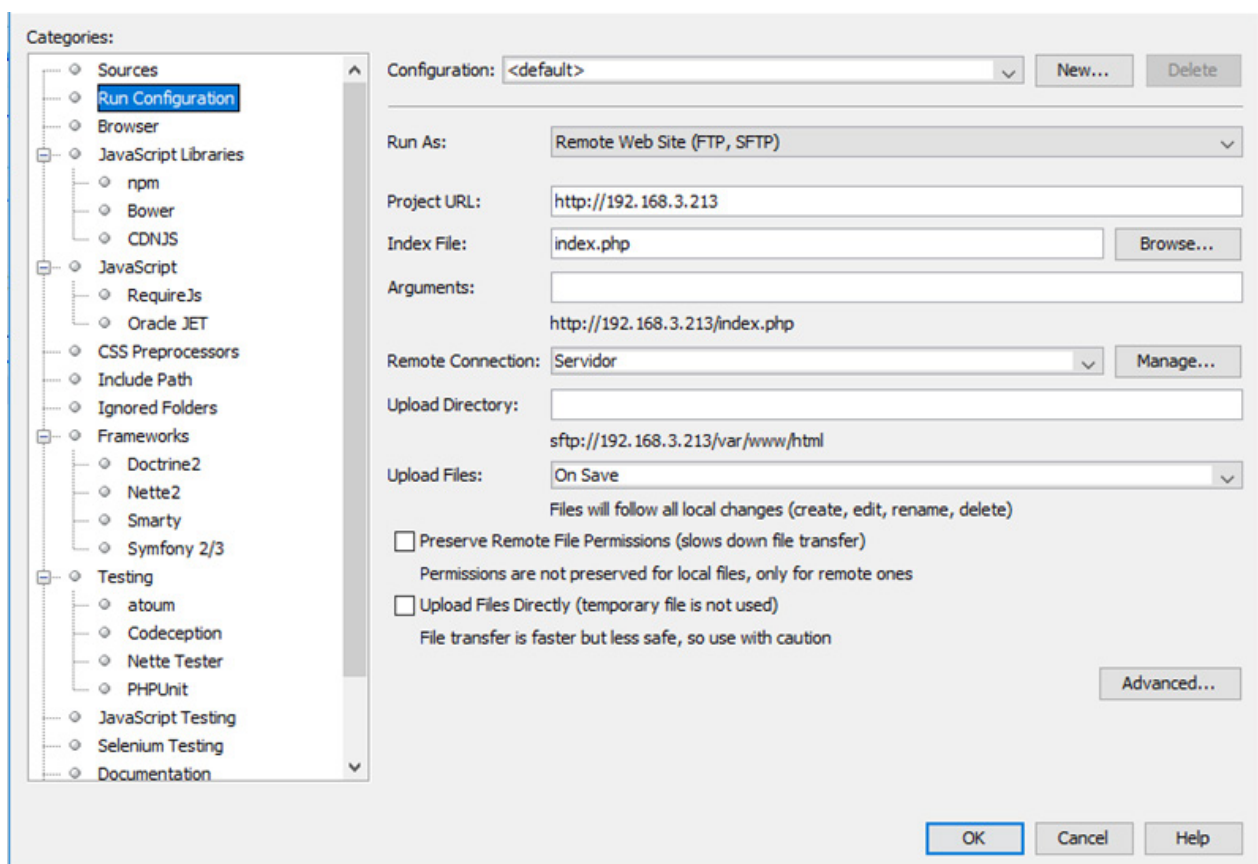 Categories:
Sources
Run Configuration
Browser
JavaScript Libraries
npm
Bower
CDNJS
JavaScript
RequireJs
Oracle JET
CSS Preprocessors
Include Path
Ignored Folders
Frameworks
Doctrine2
Nette2
Smarty
Symfony 2/3
Testing
atoum
Codeception
Nette Tester
PHPUnit
JavaScript Testing
Selenium Testing
Documentation
Configuration: <default> New... Delete
Run As: Remote Web Site (FTP, SFTP)
Project URL: http://192.168.3.213
Index File: index.php Browse...
Arguments:
http://192.168.3.213/index.php
Remote Connection: Servidor Manage...
Upload Directory:
sftp://192.168.3.213/var/www/html
Upload Files: On Save
Files will follow all local changes (create, edit, rename, delete)
Preserve Remote File Permissions (slows down file transfer)
Permissions are not preserved for local files, only for remote ones
Upload Files Directly (temporary file is not used)
File transfer is faster but less safe, so use with caution
Advanced...
OK Cancel Help